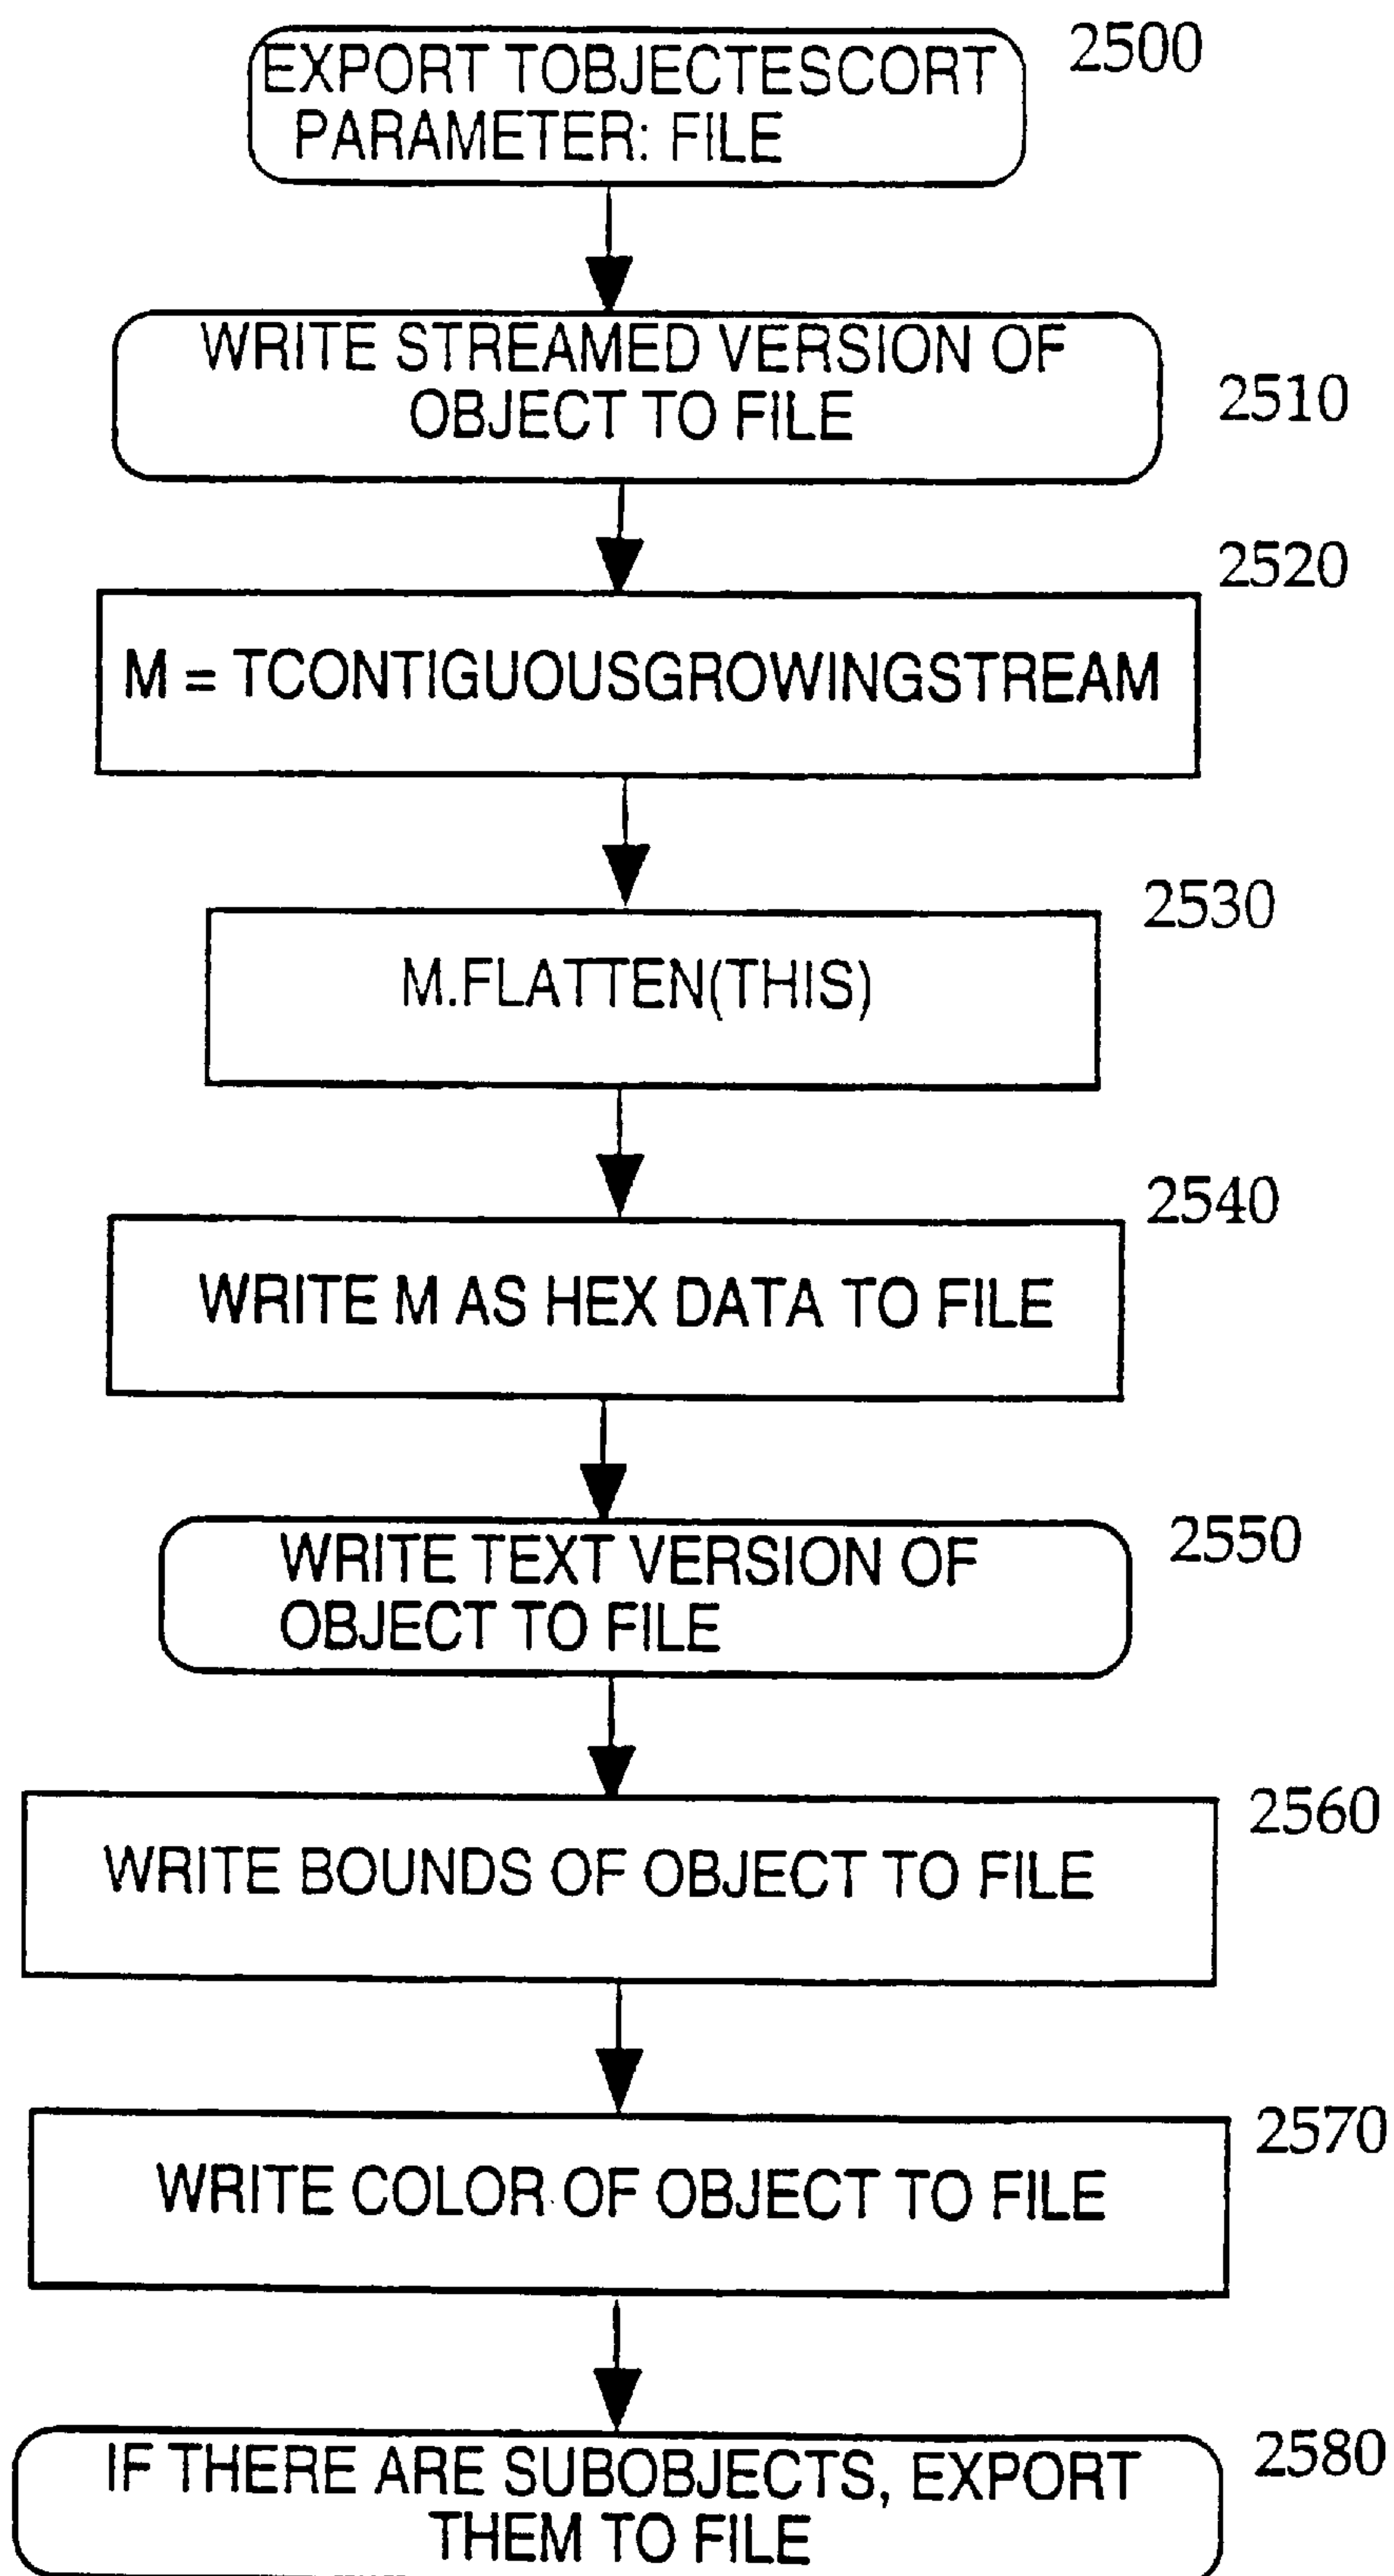 EXPORT TOBJECTESCORT
PARAMETER: FILE
2500
WRITE STREAMED VERSION OF
OBJECT TO FILE
2510
2520
M = TCONTIGUOUSGROWINGSTREAM
2530
M.FLATTEN(THIS)
2540
WRITE M AS HEX DATA TO FILE
2550
WRITE TEXT VERSION OF
OBJECT TO FILE
2560
WRITE BOUNDS OF OBJECT TO FILE
2570
WRITE COLOR OF OBJECT TO FILE
2580
IF THERE ARE SUBOBJECTS, EXPORT
THEM TO FILE